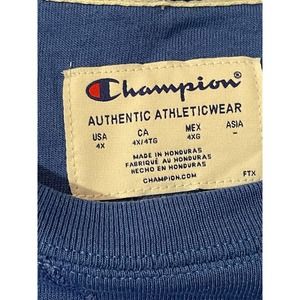 Champion
AUTHENTIC ATHLETICWEAR
USA CA MEX ASIA
4X 4X/4TG 4XG -
MADE IN HONDURAS
FABRIQUÉ AU HONDURAS
HECHO EN HONDURAS
CHAMPION.COM
FTX